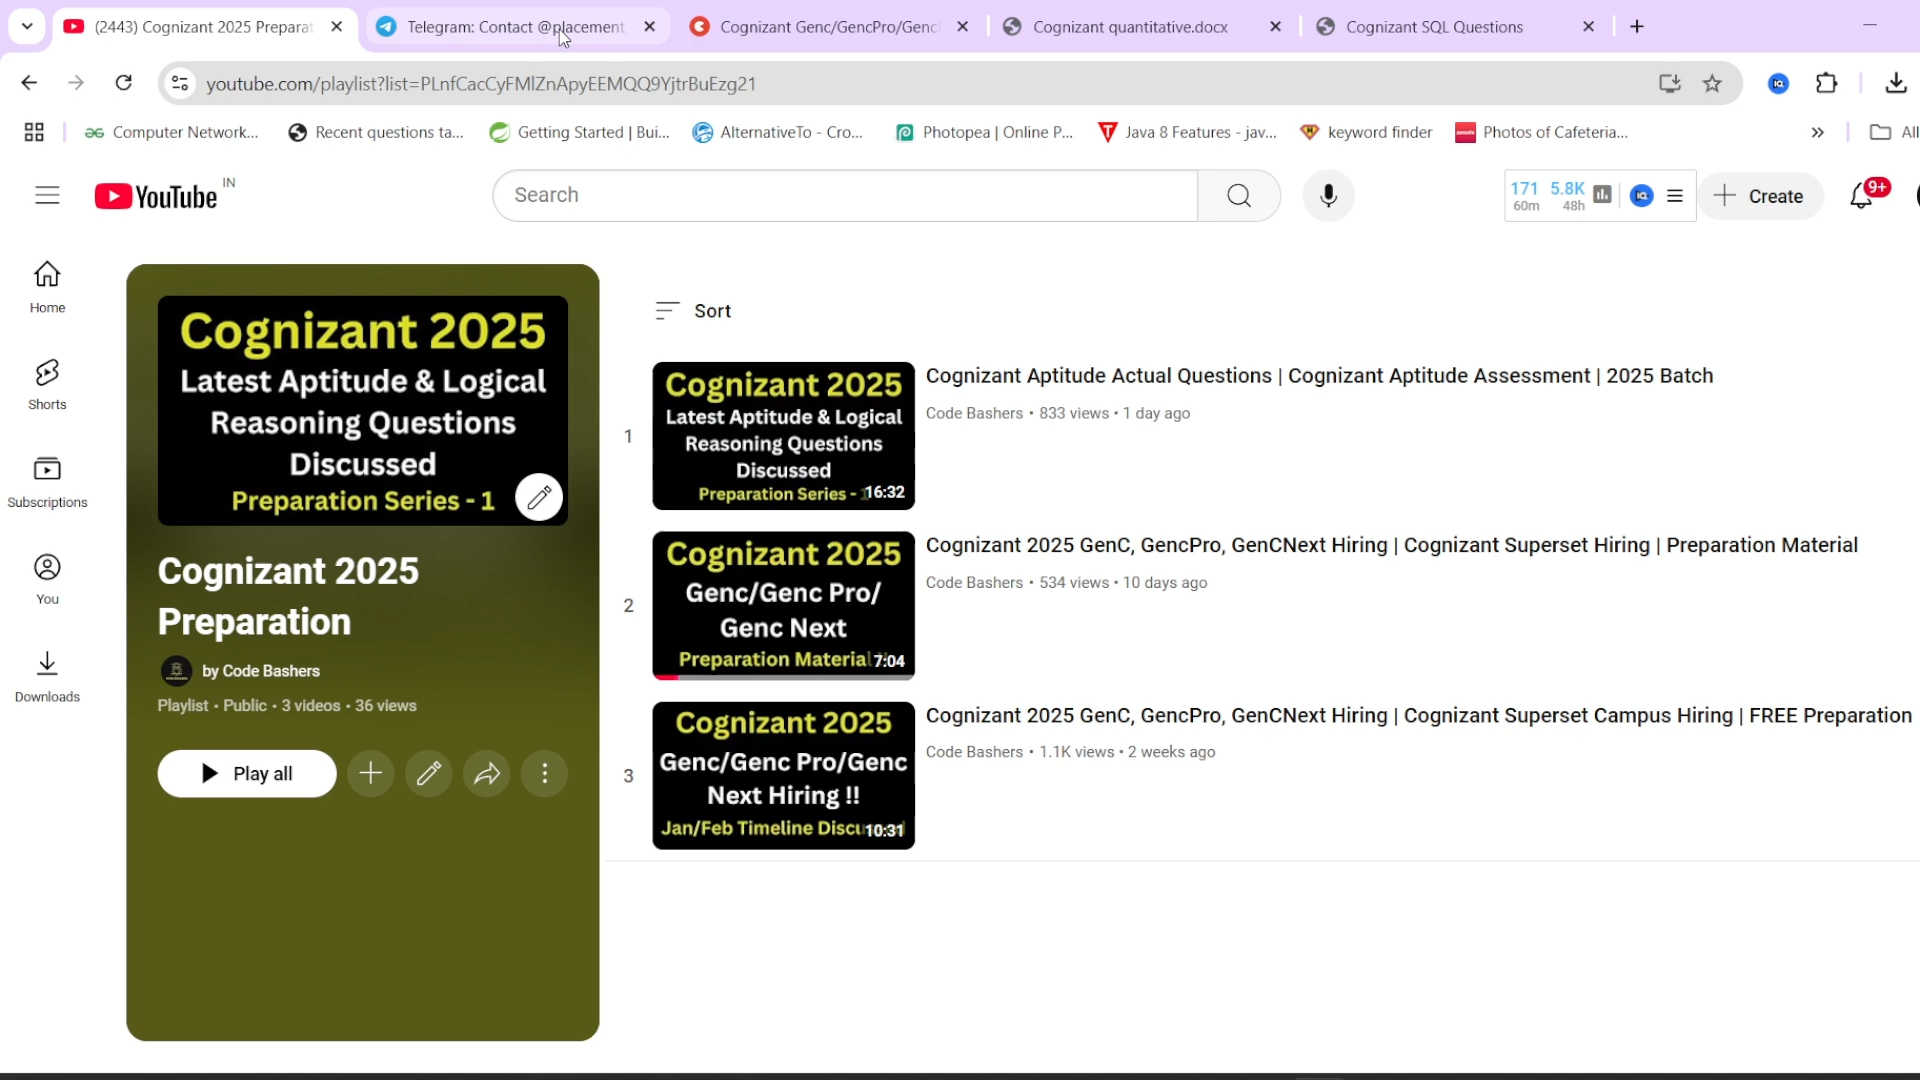 (2443) Cognizant 2025 Preparat
Telegram: Contact @placement
Cognizant Genc/GencPro/Genc
Cognizant quantitative.docx
Cognizant SQL Questions
youtube.com/playlist?list=PLnfCacCyFMlZnApyEEMQQ9YjtrBuEzg21
Computer Network...
Recent questions ta...
Getting Started | Bui...
AlternativeTo - Cro...
Photopea | Online P...
Java 8 Features - jav...
keyword finder
Photos of Cafeteria...
All
YouTube IN
Search
171 5.8K
60m 48h
Create
9+
Home
Shorts
Subscriptions
You
Downloads
Cognizant 2025
Latest Aptitude & Logical
Reasoning Questions
Discussed
Preparation Series - 1
Cognizant 2025
Preparation
by Code Bashers
Playlist • Public • 3 videos • 36 views
Play all
Sort
1
Cognizant 2025
Latest Aptitude & Logical
Reasoning Questions
Discussed
Preparation Series -
16:32
Cognizant Aptitude Actual Questions | Cognizant Aptitude Assessment | 2025 Batch
Code Bashers • 833 views • 1 day ago
2
Cognizant 2025
Genc/Genc Pro/
Genc Next
Preparation Material
7:04
Cognizant 2025 GenC, GencPro, GenCNext Hiring | Cognizant Superset Hiring | Preparation Material
Code Bashers • 534 views • 10 days ago
3
Cognizant 2025
Genc/Genc Pro/Genc
Next Hiring !!
Jan/Feb Timeline
10:31
Cognizant 2025 GenC, GencPro, GenCNext Hiring | Cognizant Superset Campus Hiring | FREE Preparation
Code Bashers • 1.1K views • 2 weeks ago